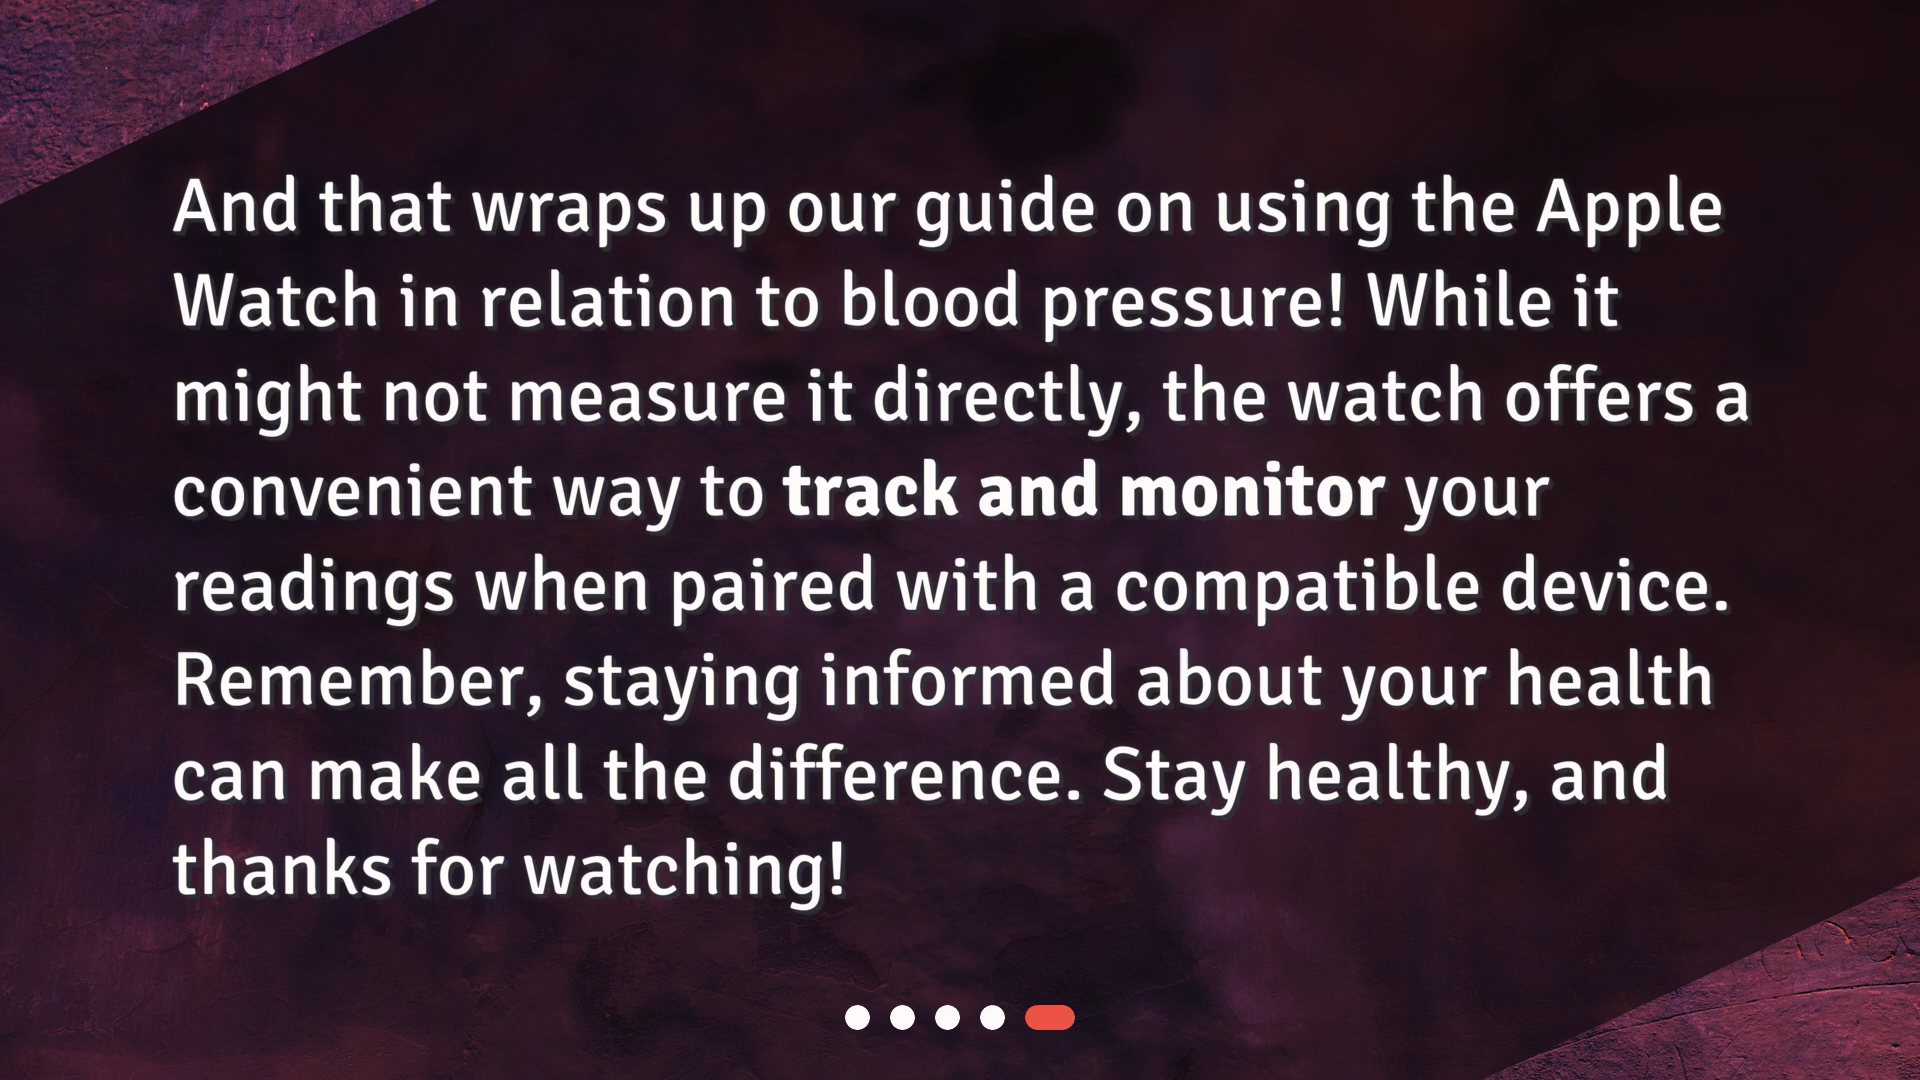 And that wraps up our guide on using the Apple
Watch in relation to blood pressure! While it
might not measure it directly, the watch offers a
convenient way to track and monitor your
readings when paired with a compatible device.
Remember, staying informed about your health
can make all the difference. Stay healthy, and
thanks for watching!